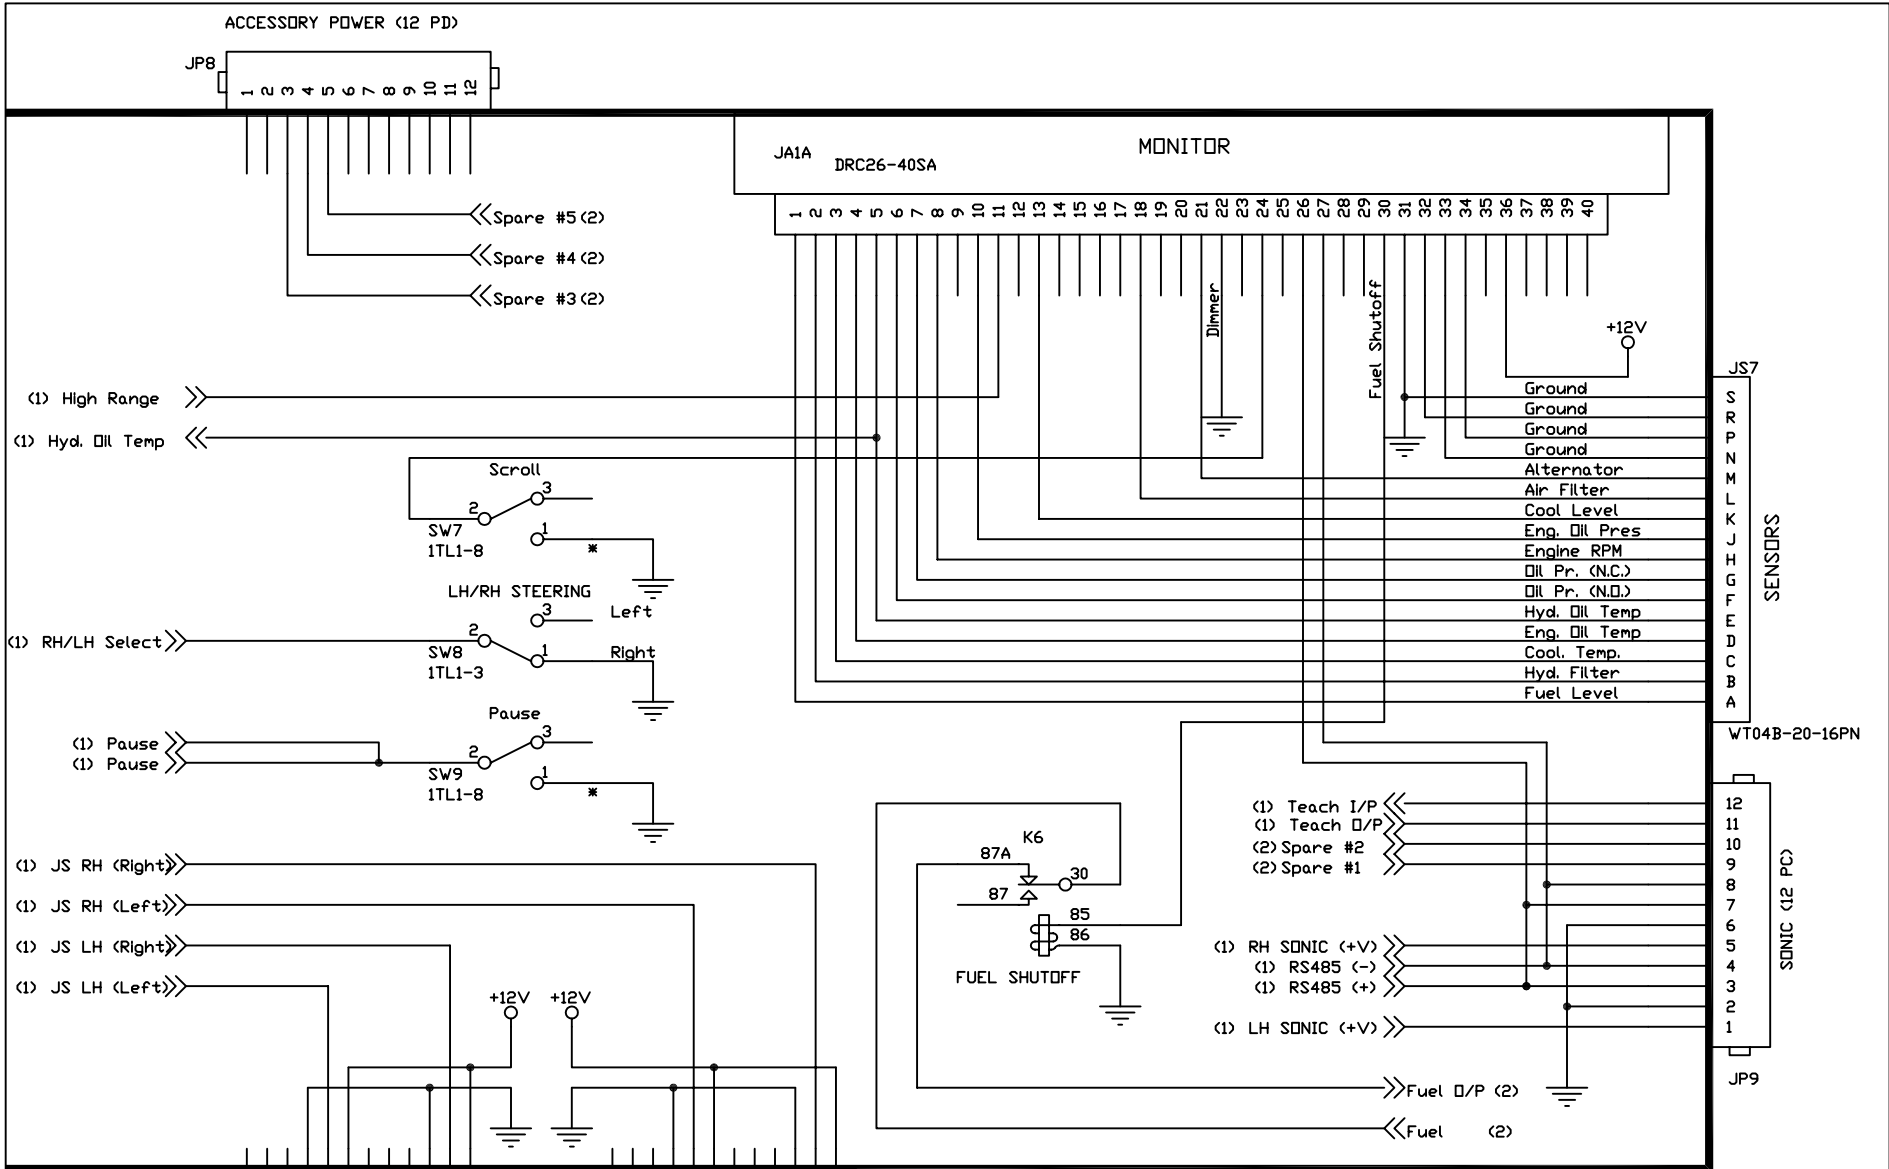 ACCESSORY POWER (12 PD)
JP8
1 2 3 4 5 6 7 8 9 10 11 12
Spare #5(2)
Spare #4(2)
Spare #3(2)
JA1A
DRC26-40SA
MONITOR
1 2 3 4 5 6 7 8 9 10 11 12 13 14 15 16 17 18 19 20 21 22 23 24 25 26 27 28 29 30 31 32 33 34 35 36 37 38 39 40
Dimmer
Fuel Shutoff
+12V
(1) High Range
(1) Hyd. Oil Temp
Scroll
3
2
1
SW7
1TL1-8
*
LH/RH STEERING
3
Left
(1) RH/LH Select
2
1
Right
SW8
1TL1-3
Pause
3
(1) Pause
(1) Pause
2
1
SW9
1TL1-8
*
JS7
Ground S
Ground R
Ground P
Ground N
Alternator M
Air Filter L
Cool Level K
Eng. Oil Pres J
Engine RPM H
Oil Pr. (N.C.) G
Oil Pr. (N.O.) F
Hyd. Oil Temp E
Eng. Oil Temp D
Cool. Temp. C
Hyd. Filter B
Fuel Level A
SENSORS
WT04B-20-16PN
(1) JS RH (Right)
(1) JS RH (Left)
(1) JS LH (Right)
(1) JS LH (Left)
+12V +12V
K6
87A
30
87
85
86
FUEL SHUTOFF
(1) Teach I/P 12
(1) Teach O/P 11
(2) Spare #2 10
(2) Spare #1 9
8
7
6
(1) RH SONIC (+V) 5
(1) RS485 (-) 4
(1) RS485 (+) 3
2
(1) LH SONIC (+V) 1
SONIC (12 PC)
JP9
Fuel O/P (2)
Fuel (2)